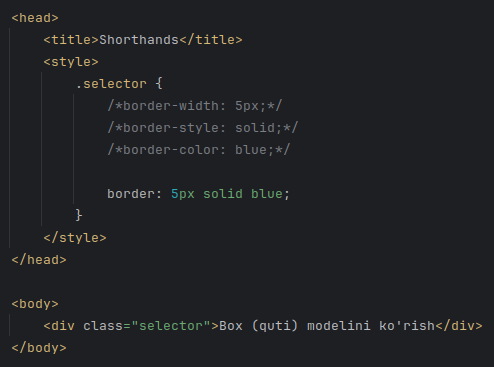 <head>
    <title>Shorthands</title>
    <style>
        .selector {
            /*border-width: 5px;*/
            /*border-style: solid;*/
            /*border-color: blue;*/

            border: 5px solid blue;
        }
    </style>
</head>

<body>
    <div class="selector">Box (quti) modelini ko'rish</div>
</body>